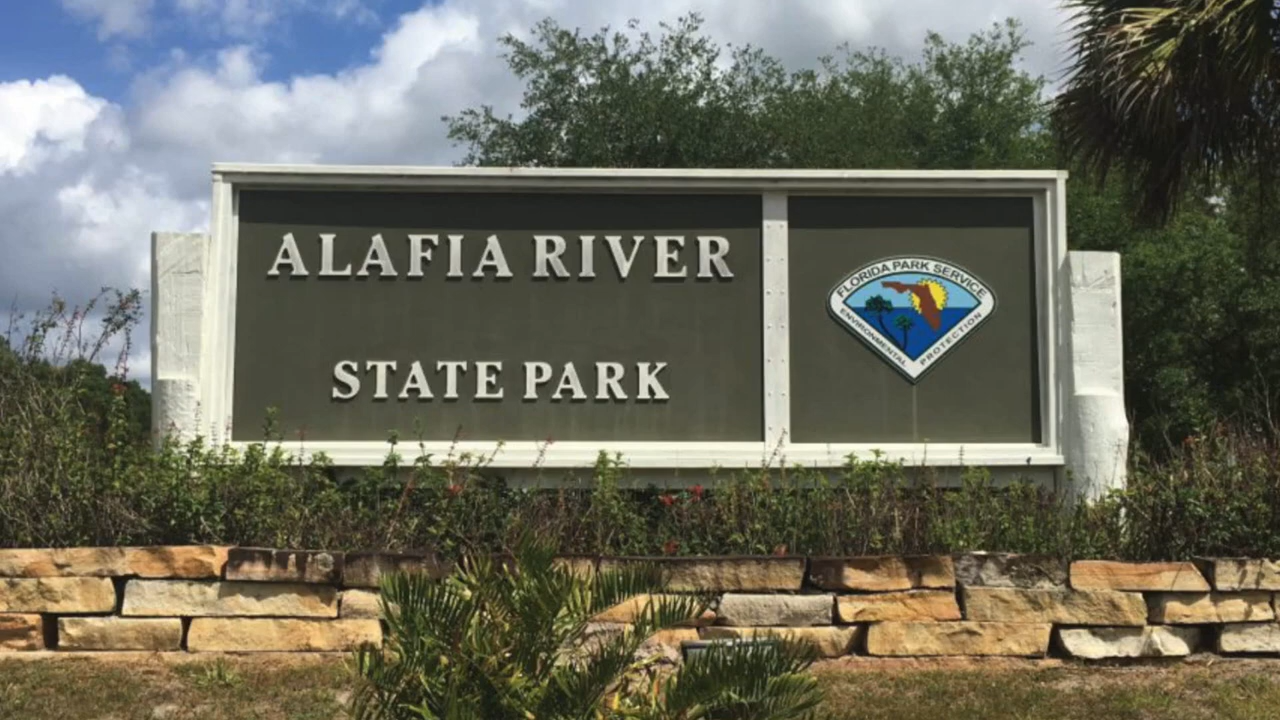 ALAFIA RIVER
STATE PARK
FLORIDA PARK SERVICE
ENVIRONMENTAL PROTECTION